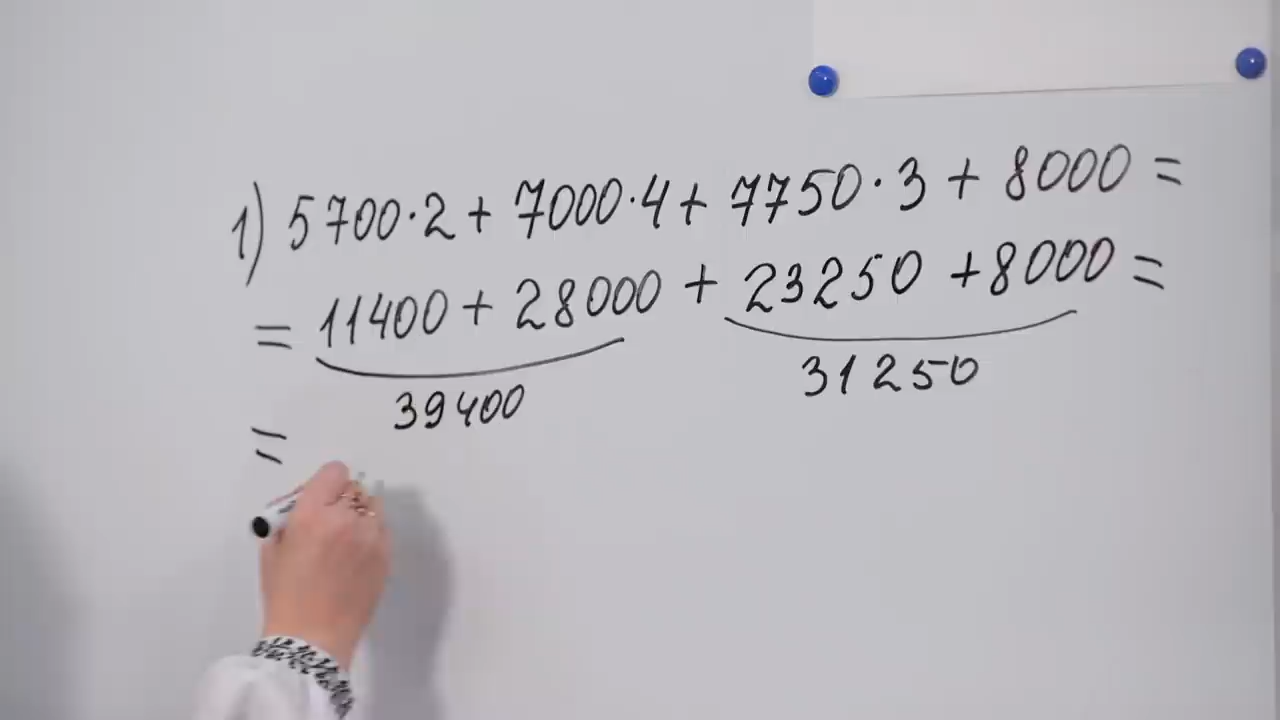 1) 5700·2 + 7000·4 + 7750·3 + 8000 =
= 11400 + 28000 + 23250 + 8000 =
39400 31250
=